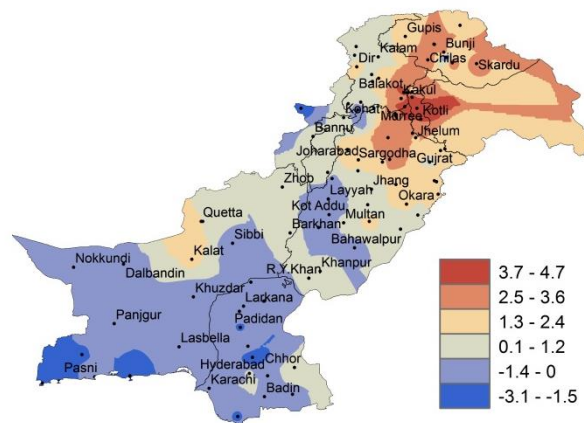 Gupis
Kalam
Bunji
Dir
Chilas
Skardu
Balakot
Kakul
Kohat
Kotli
Murree
Bannu
Jhelum
Joharabad
Sargodha
Gujrat
Zhob
Layyah
Jhang
Okara
Kot Addu
Quetta
Multan
Barkhan
Sibbi
Bahawalpur
Kalat
Nokkundi
Khanpur
Dalbandin
R.Y.Khan
Khuzdar
Larkana
Panjgur
Padidan
Lasbella
Chhor
Hyderabad
Pasni
Karachi
Badin
3.7 - 4.7
2.5 - 3.6
1.3 - 2.4
0.1 - 1.2
-1.4 - 0
-3.1 - -1.5